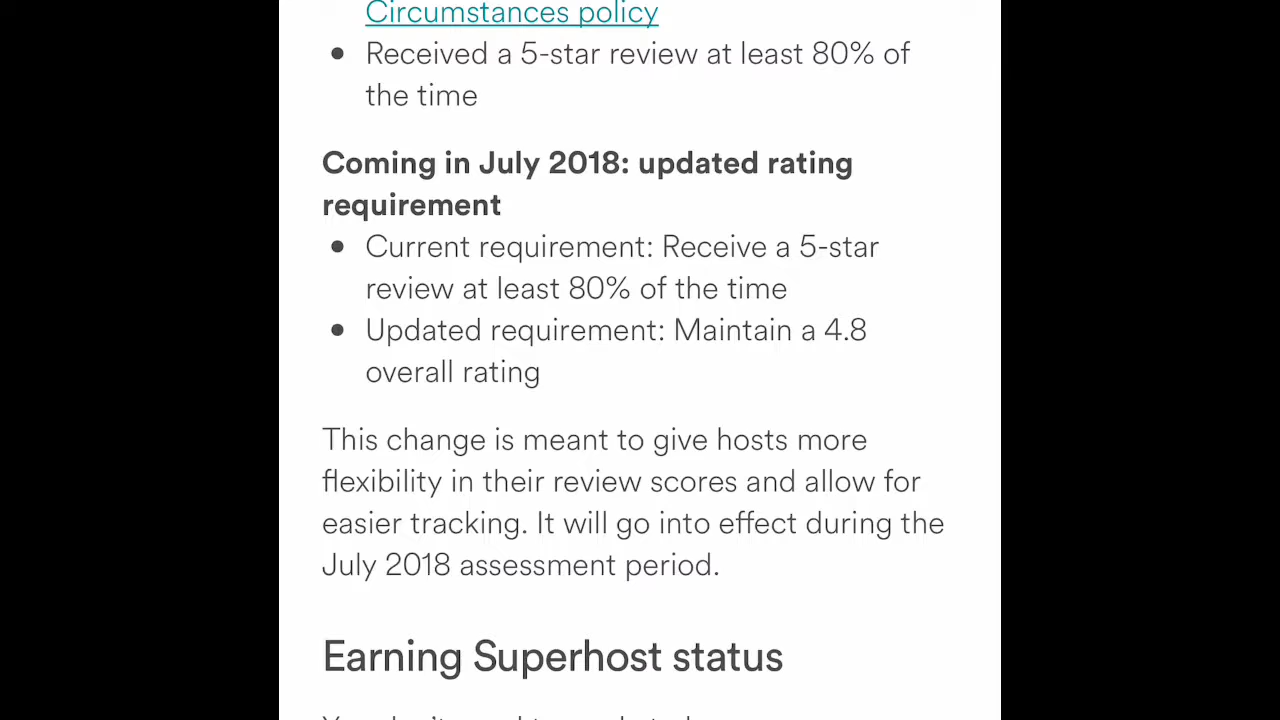 Circumstances policy
Received a 5-star review at least 80% of
the time
Coming in July 2018: updated rating
requirement
Current requirement: Receive a 5-star
review at least 80% of the time
Updated requirement: Maintain a 4.8
overall rating
This change is meant to give hosts more
flexibility in their review scores and allow for
easier tracking. It will go into effect during the
July 2018 assessment period.
Earning Superhost status